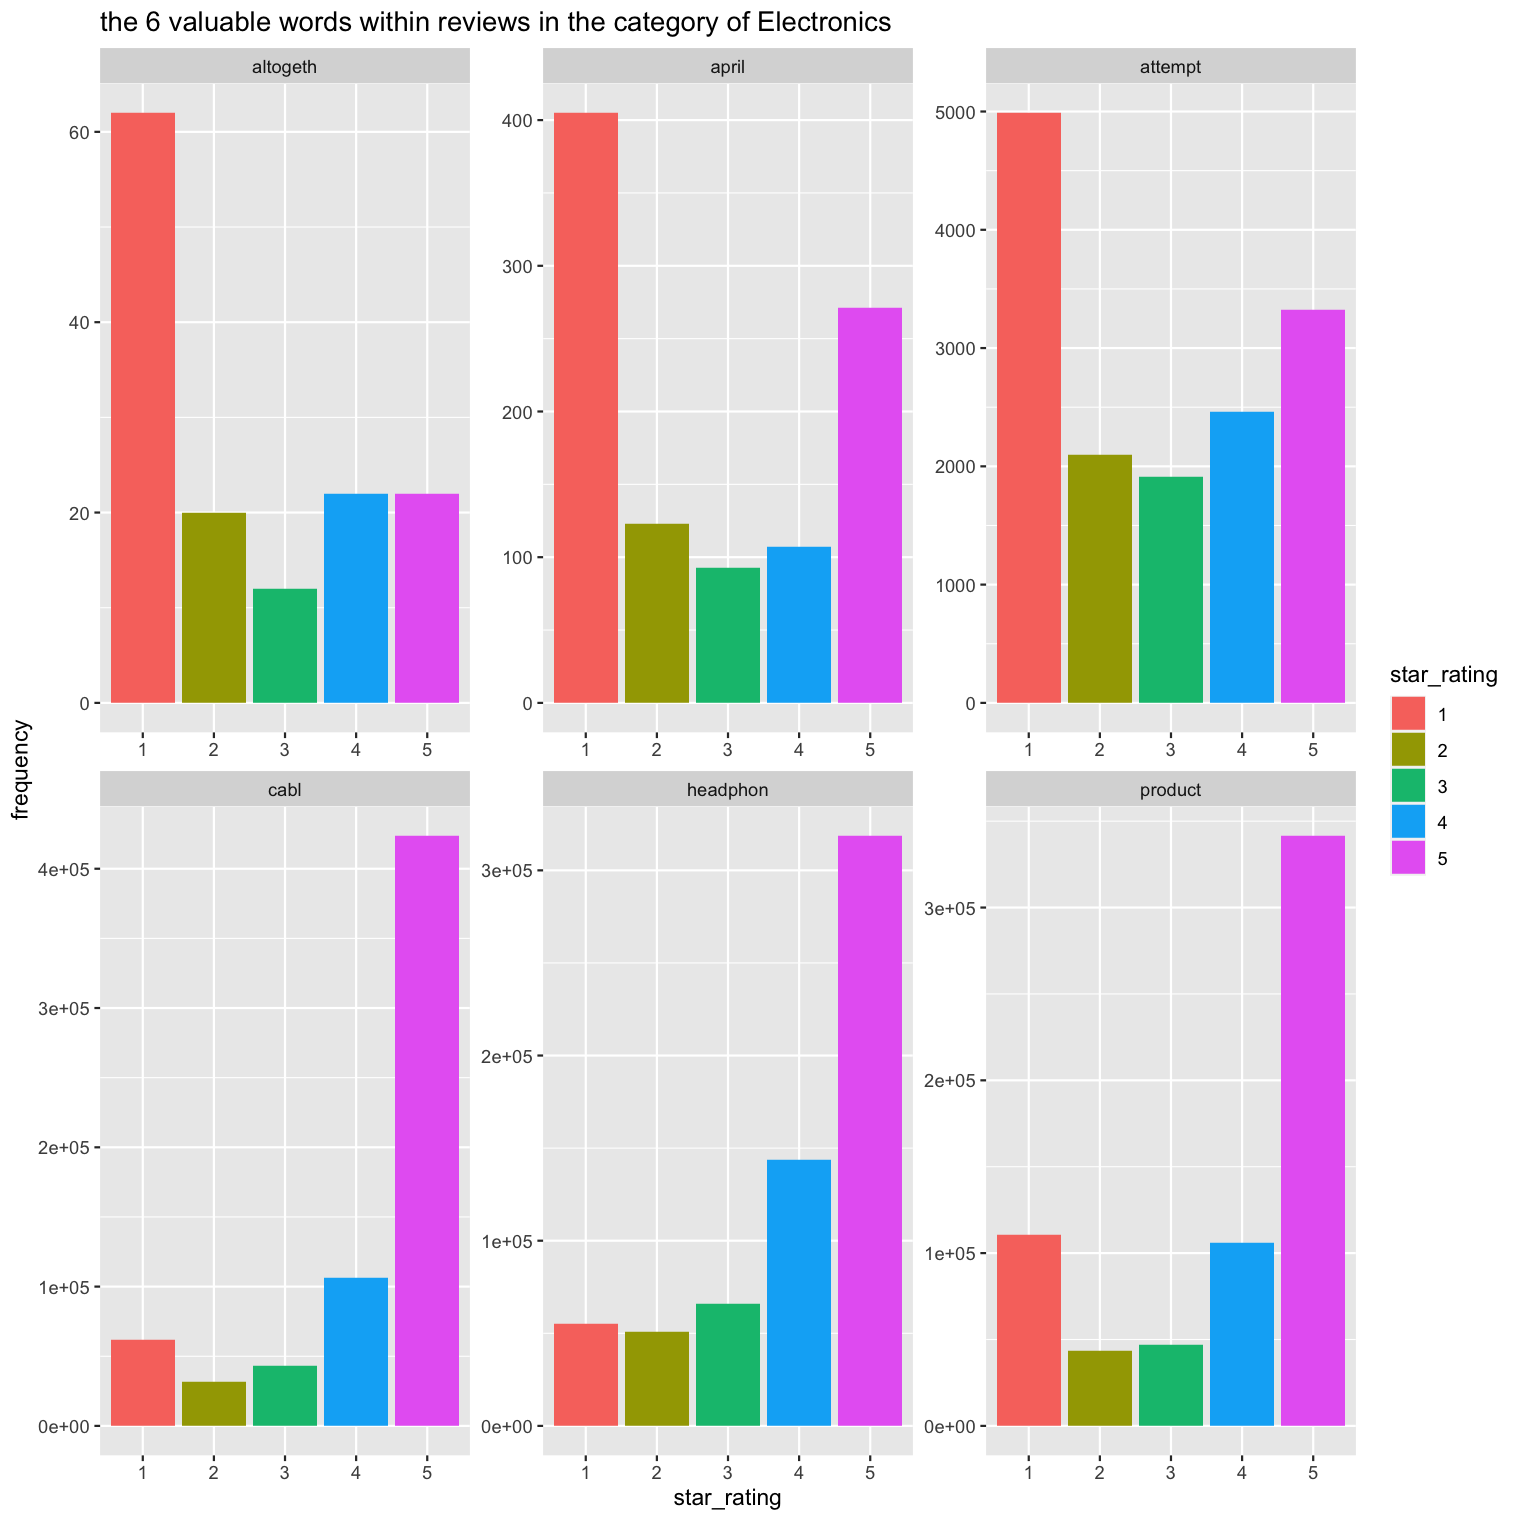 the 6 valuable words within reviews in the category of Electronics
altogeth
april
attempt
60
40
20
0
400
300
200
100
0
5000
4000
3000
2000
1000
0
1 2 3 4 5
1 2 3 4 5
1 2 3 4 5
cabl
headphon
product
4e+05
3e+05
2e+05
1e+05
0e+00
3e+05
2e+05
1e+05
0e+00
3e+05
2e+05
1e+05
0e+00
1 2 3 4 5
1 2 3 4 5
1 2 3 4 5
frequency
star_rating
star_rating
1
2
3
4
5